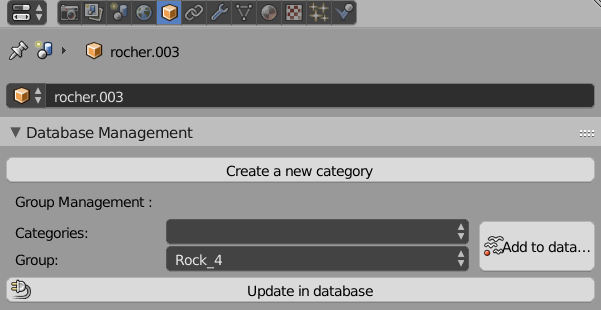 rocher.003
rocher.003
Database Management
Create a new category
Group Management :
Categories:
Add to data...
Group: Rock_4
Update in database